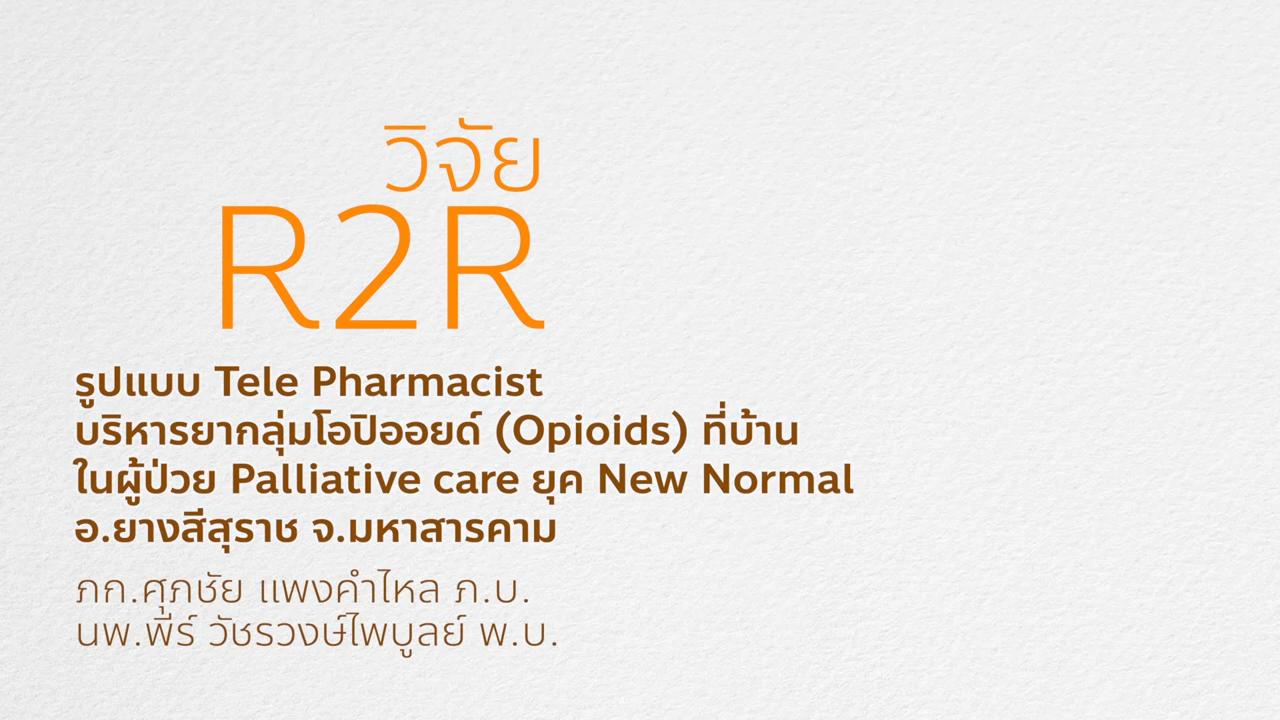 วิจัย
R2R
รูปแบบ Tele Pharmacist
บริหารยากลุ่มโอปิออยด์ (Opioids) ที่บ้าน
ในผู้ป่วย Palliative care ยุค New Normal
อ.ยางสีสุราช จ.มหาสารคาม
ภก.ศุภชัย แพงคำไหล ภ.บ.
นพ.พีร์ วัชรวงษ์ไพบูลย์ พ.บ.